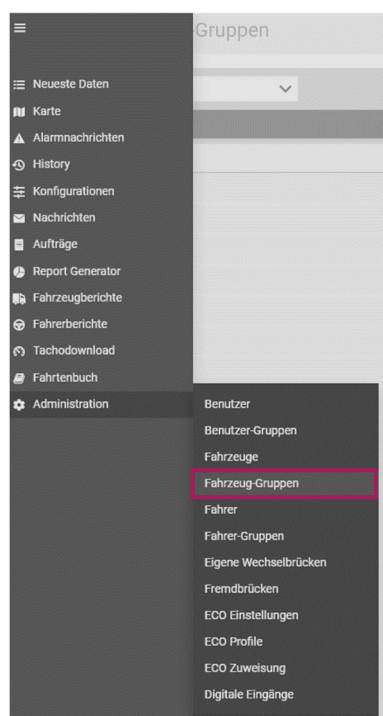 -Gruppen
Neueste Daten
Karte
Alarmnachrichten
History
Konfigurationen
Nachrichten
Aufträge
Report Generator
Fahrzeugberichte
Fahrerberichte
Tachodownload
Fahrtenbuch
Administration
Benutzer
Benutzer-Gruppen
Fahrzeuge
Fahrzeug-Gruppen
Fahrer
Fahrer-Gruppen
Eigene Wechselbrücken
Fremdbrücken
ECO Einstellungen
ECO Profile
ECO Zuweisung
Digitale Eingänge